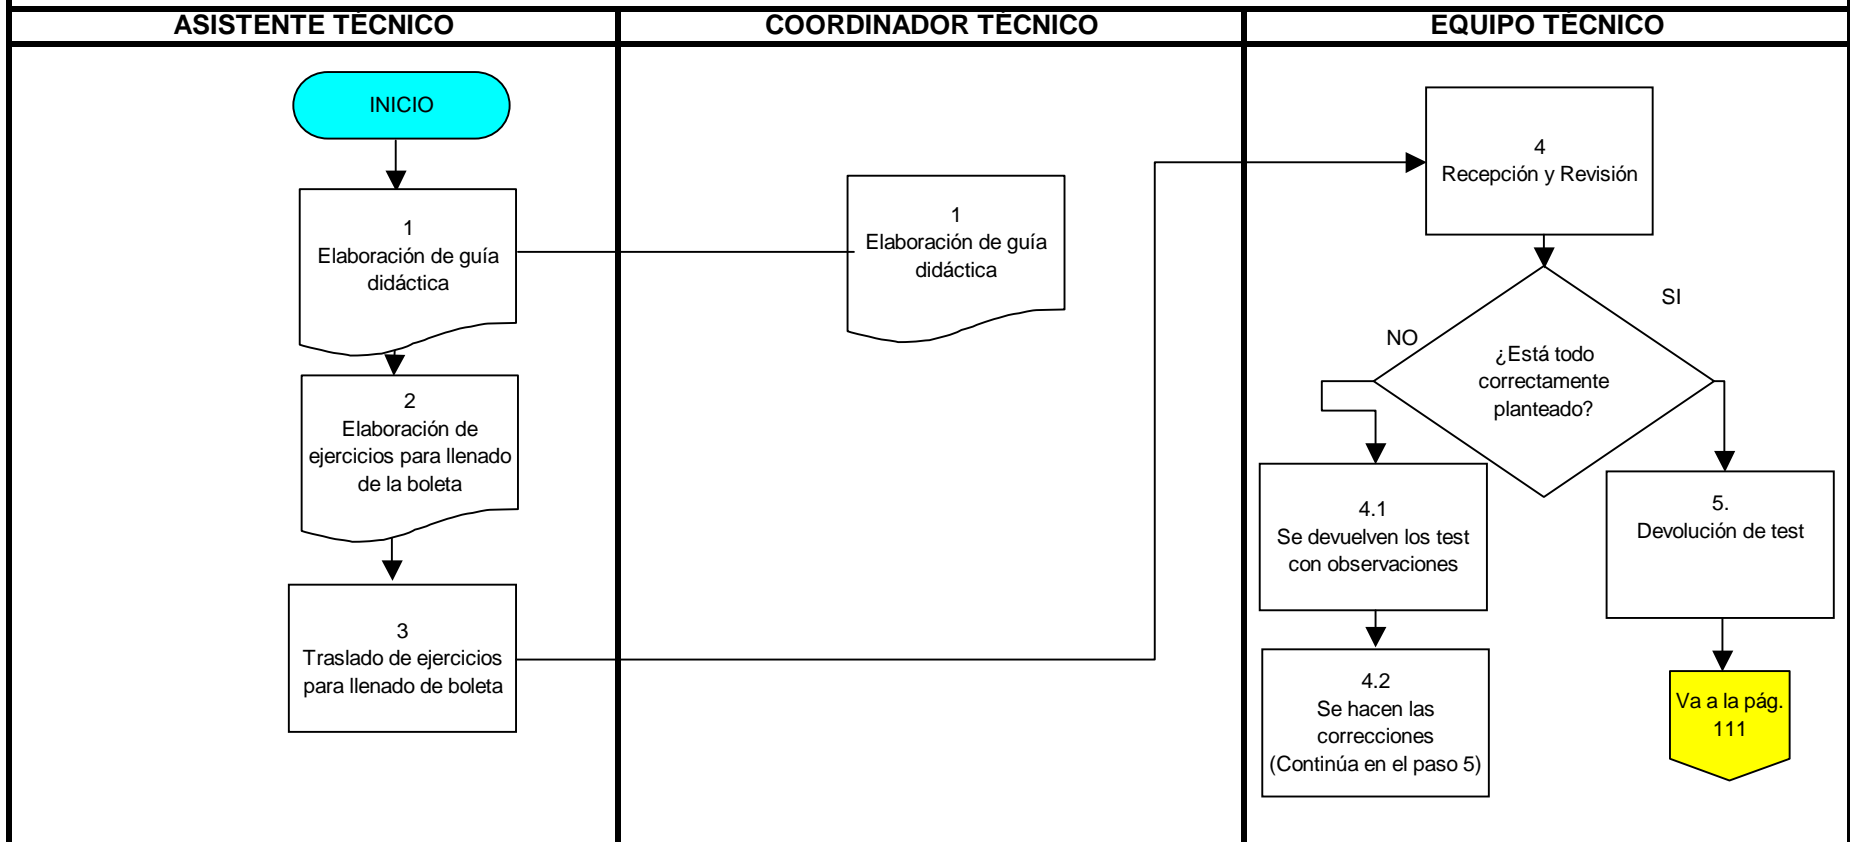 ASISTENTE TÉCNICO
COORDINADOR TÉCNICO
EQUIPO TÉCNICO
INICIO
1
Elaboración de guía
didáctica
2
Elaboración de
ejercicios para llenado
de la boleta
3
Traslado de ejercicios
para llenado de boleta
1
Elaboración de guía
didáctica
4
Recepción y Revisión
SI
NO
¿Está todo
correctamente
planteado?
4.1
Se devuelven los test
con observaciones
4.2
Se hacen las
correcciones
(Continúa en el paso 5)
5.
Devolución de test
Va a la pág.
111